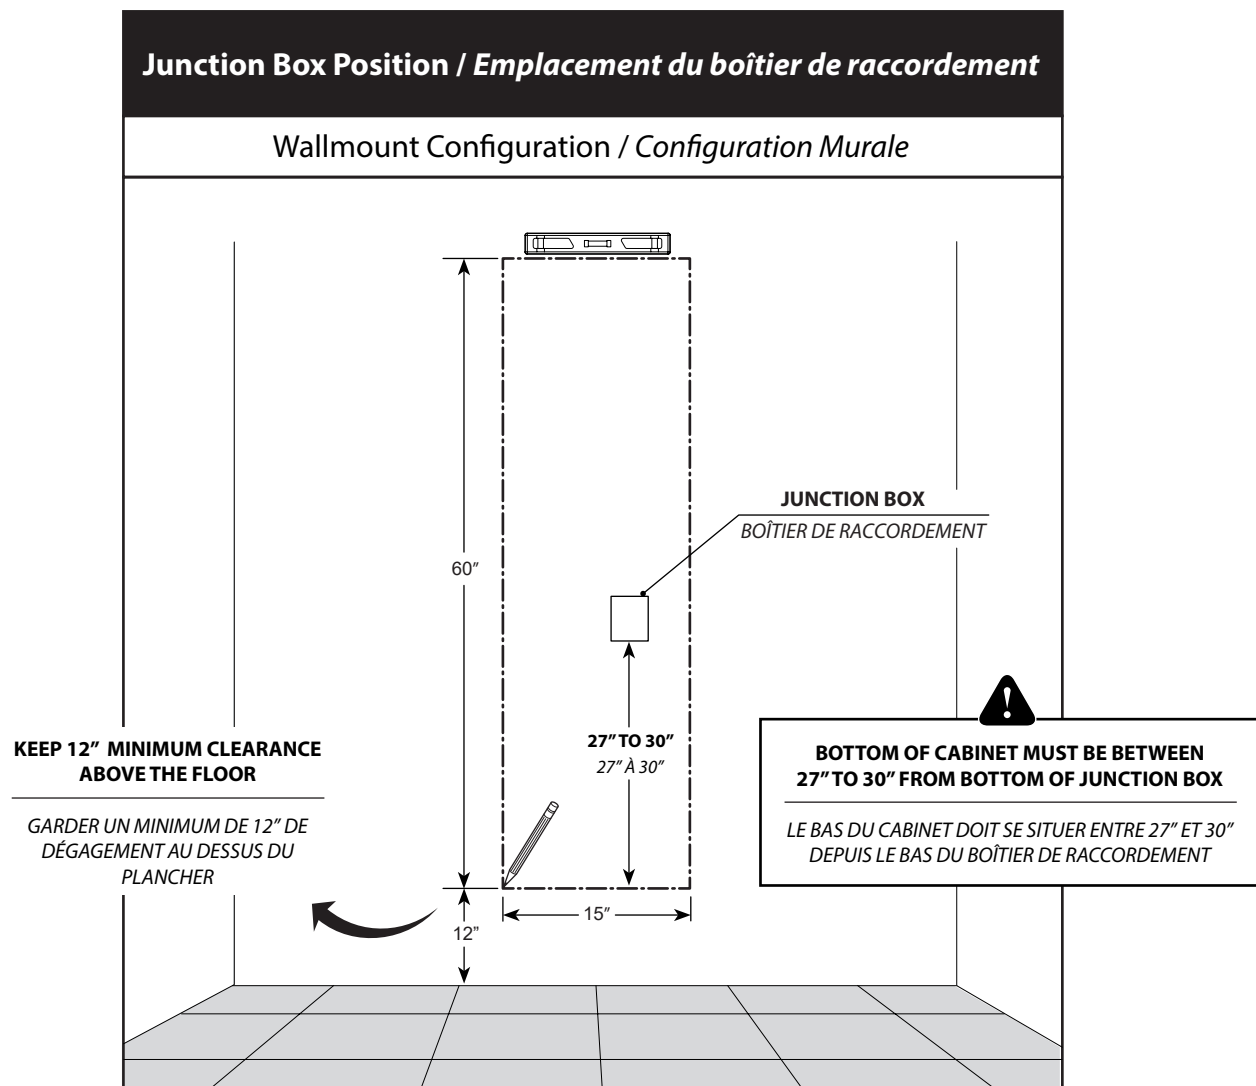 Junction Box Position / Emplacement du boîtier de raccordement
Wallmount Configuration / Configuration Murale
JUNCTION BOX
BOÎTIER DE RACCORDEMENT
60"
27" TO 30"
27" À 30"
KEEP 12" MINIMUM CLEARANCE
ABOVE THE FLOOR
GARDER UN MINIMUM DE 12" DE
DÉGAGEMENT AU DESSUS DU
PLANCHER
!
BOTTOM OF CABINET MUST BE BETWEEN
27" TO 30" FROM BOTTOM OF JUNCTION BOX
LE BAS DU CABINET DOIT SE SITUER ENTRE 27" ET 30"
DEPUIS LE BAS DU BOÎTIER DE RACCORDEMENT
15"
12"